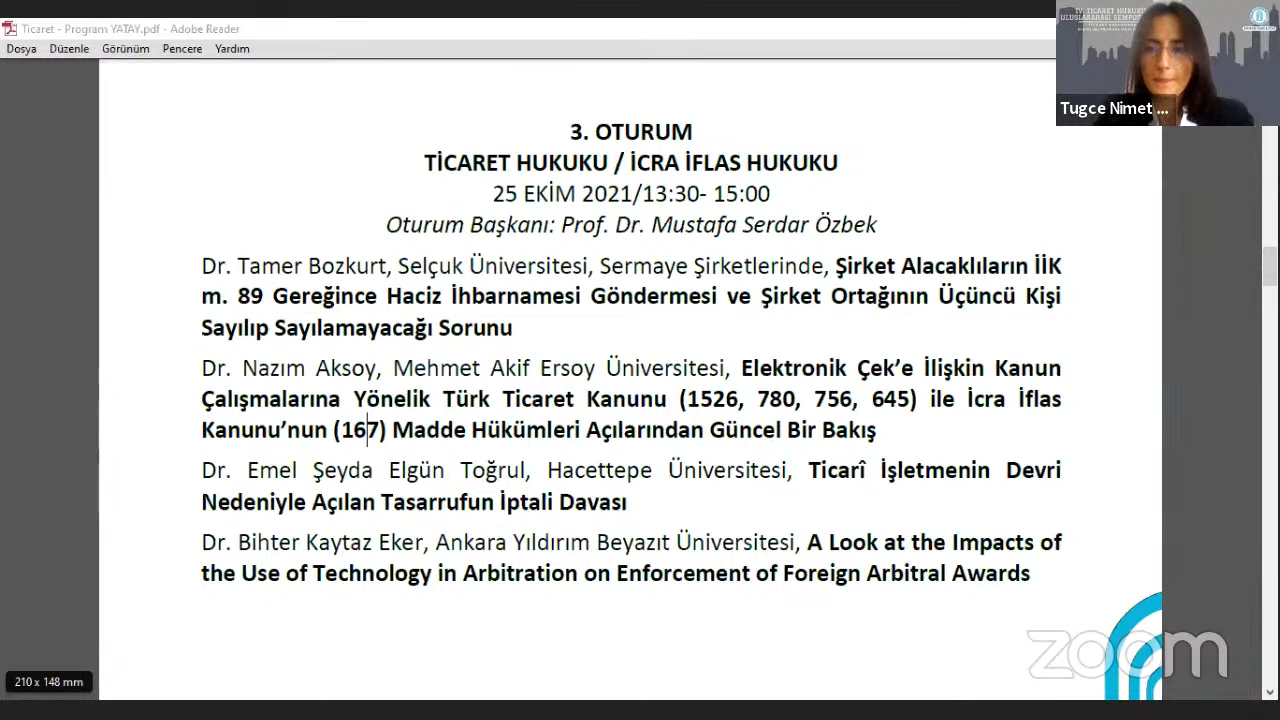 Ticaret - Program YATAY.pdf - Adobe Reader
Dosya Düzenle Görünüm Pencere Yardım
IV. TİCARET HUKUKU
ULUSLARARASI SEMPOZ
Tugce Nimet ...
3. OTURUM
TİCARET HUKUKU / İCRA İFLAS HUKUKU
25 EKİM 2021/13:30- 15:00
Oturum Başkanı: Prof. Dr. Mustafa Serdar Özbek
Dr. Tamer Bozkurt, Selçuk Üniversitesi, Sermaye Şirketlerinde, Şirket Alacaklıların İİK
m. 89 Gereğince Haciz İhbarnamesi Göndermesi ve Şirket Ortağının Üçüncü Kişi
Sayılıp Sayılamayacağı Sorunu
Dr. Nazım Aksoy, Mehmet Akif Ersoy Üniversitesi, Elektronik Çek’e İlişkin Kanun
Çalışmalarına Yönelik Türk Ticaret Kanunu (1526, 780, 756, 645) ile İcra İflas
Kanunu’nun (167) Madde Hükümleri Açılarından Güncel Bir Bakış
Dr. Emel Şeyda Elgün Toğrul, Hacettepe Üniversitesi, Ticarî İşletmenin Devri
Nedeniyle Açılan Tasarrufun İptali Davası
Dr. Bihter Kaytaz Eker, Ankara Yıldırım Beyazıt Üniversitesi, A Look at the Impacts of
the Use of Technology in Arbitration on Enforcement of Foreign Arbitral Awards
zoom
210 x 148 mm